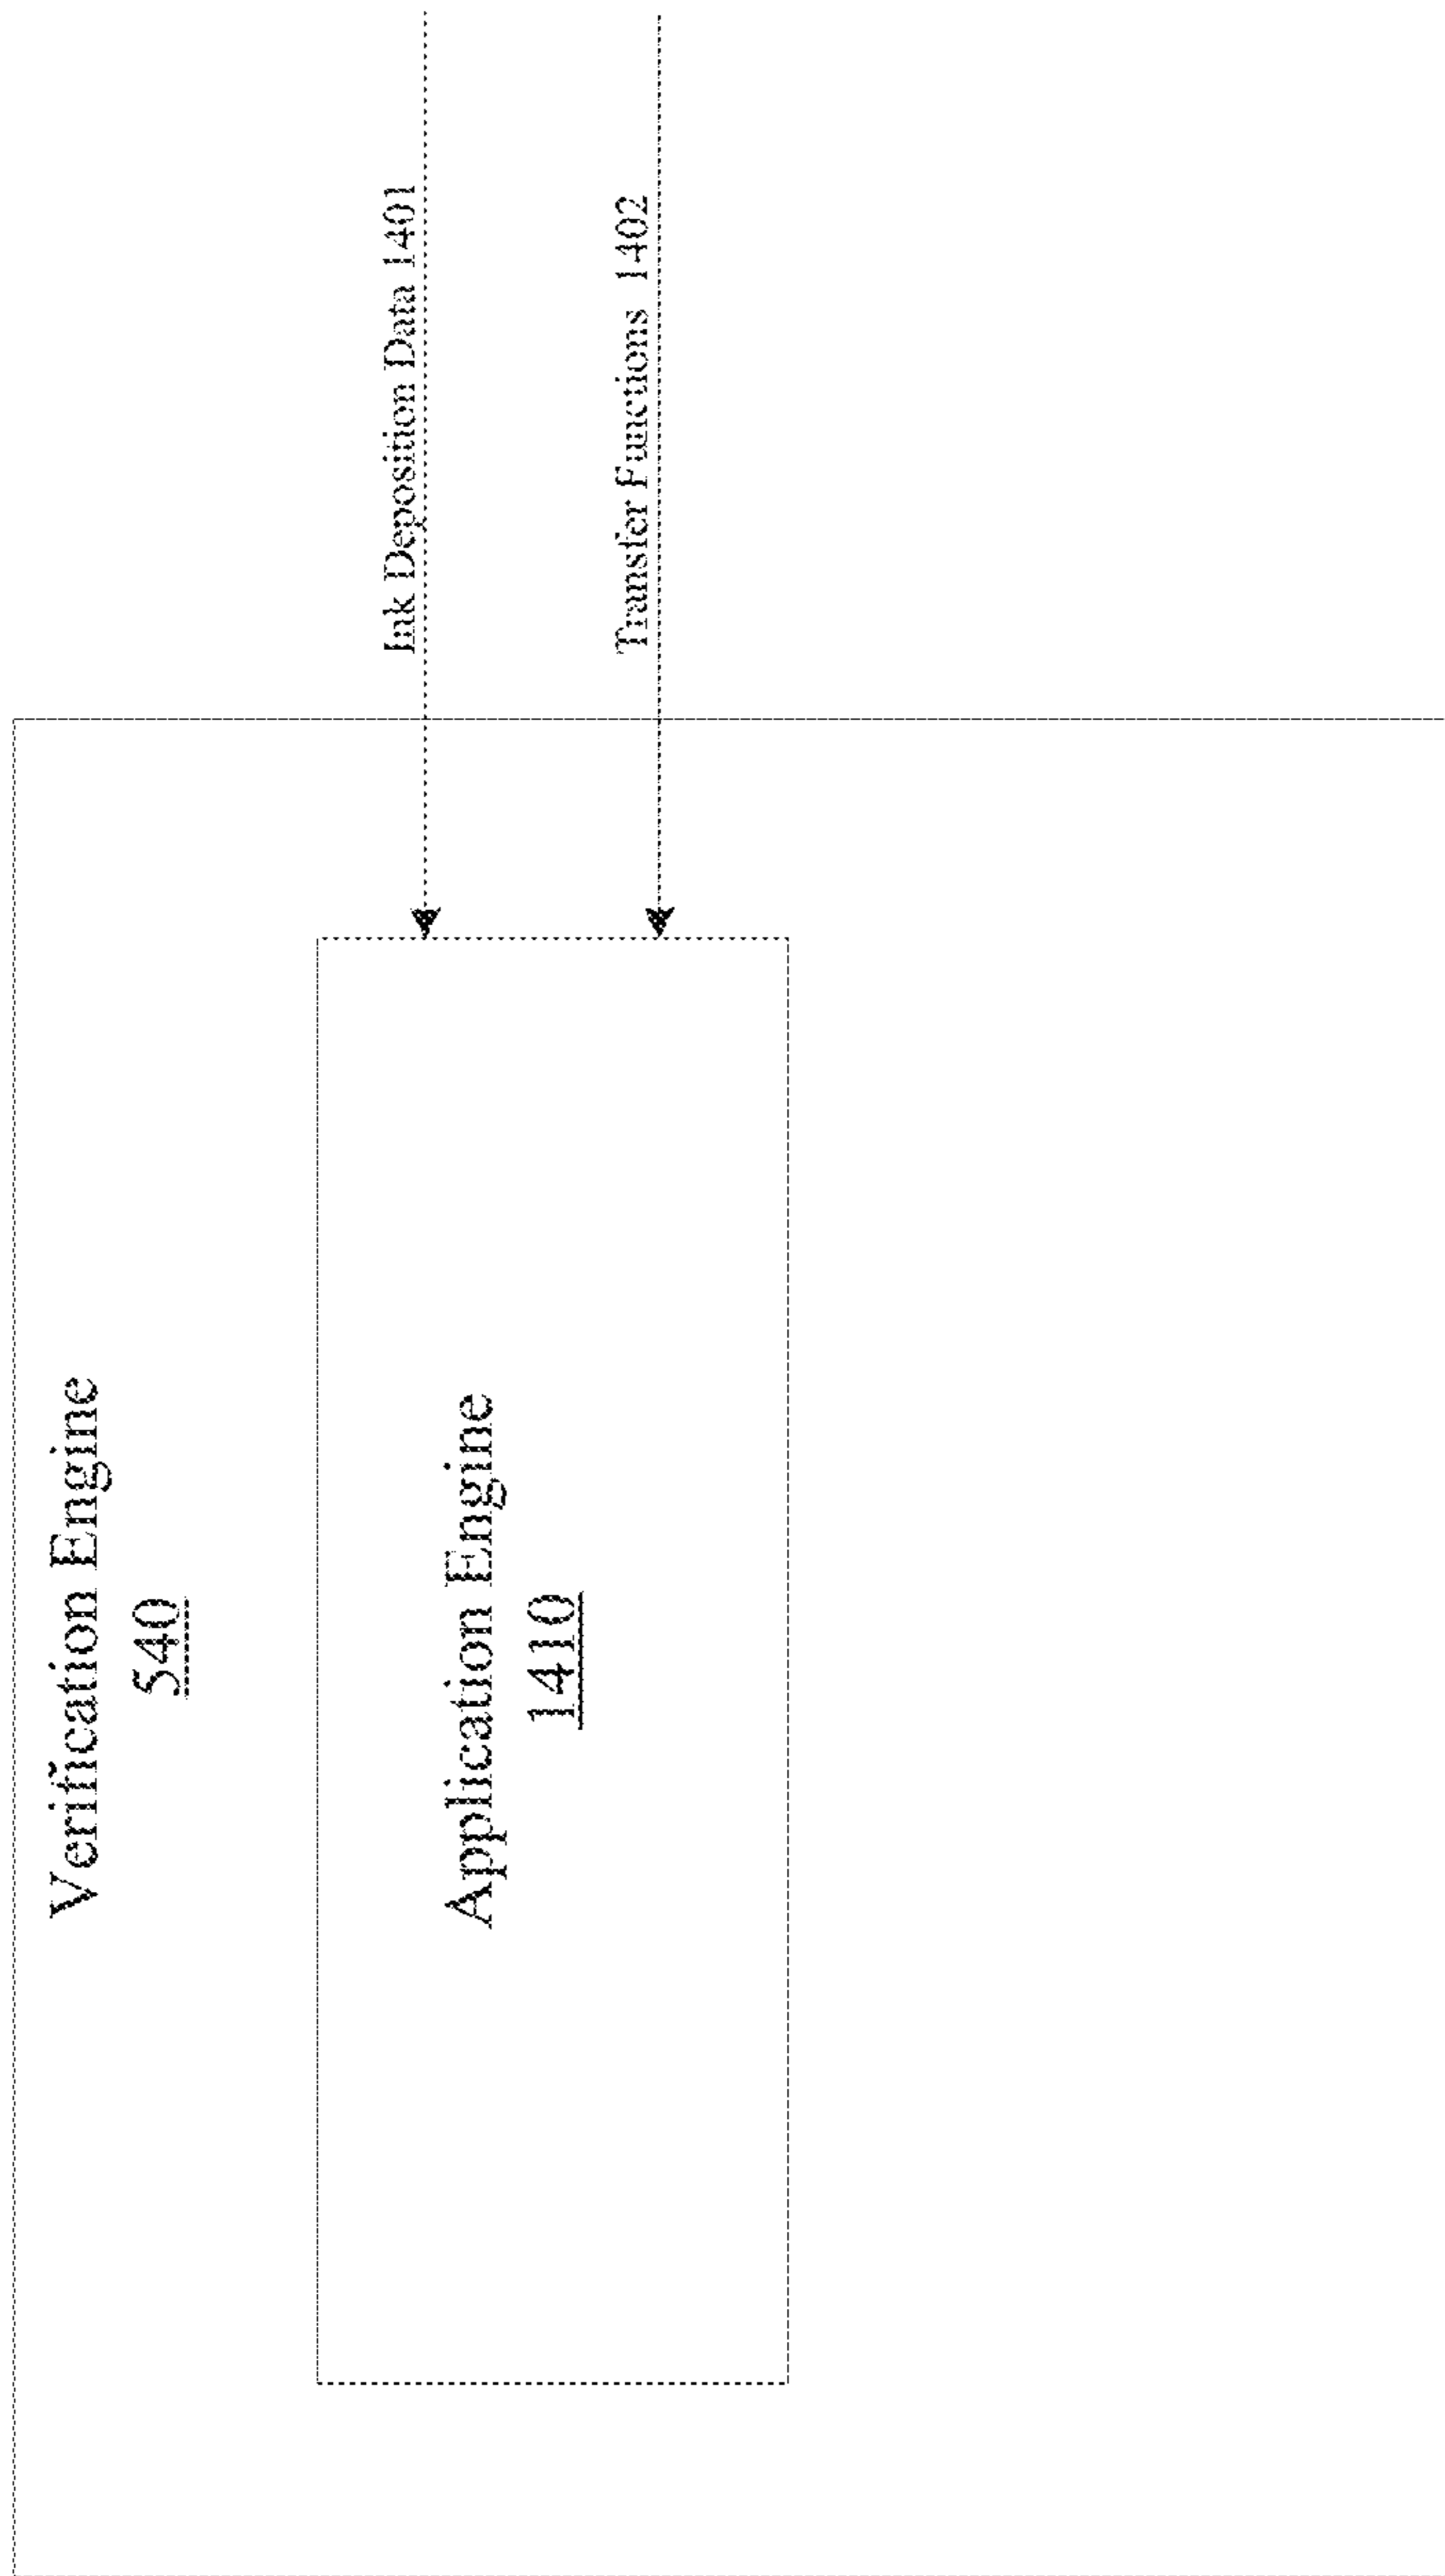 Verification Engine
540
Ink Deposition Data 1401
Application Engine
1410
Transfer Functions 1402